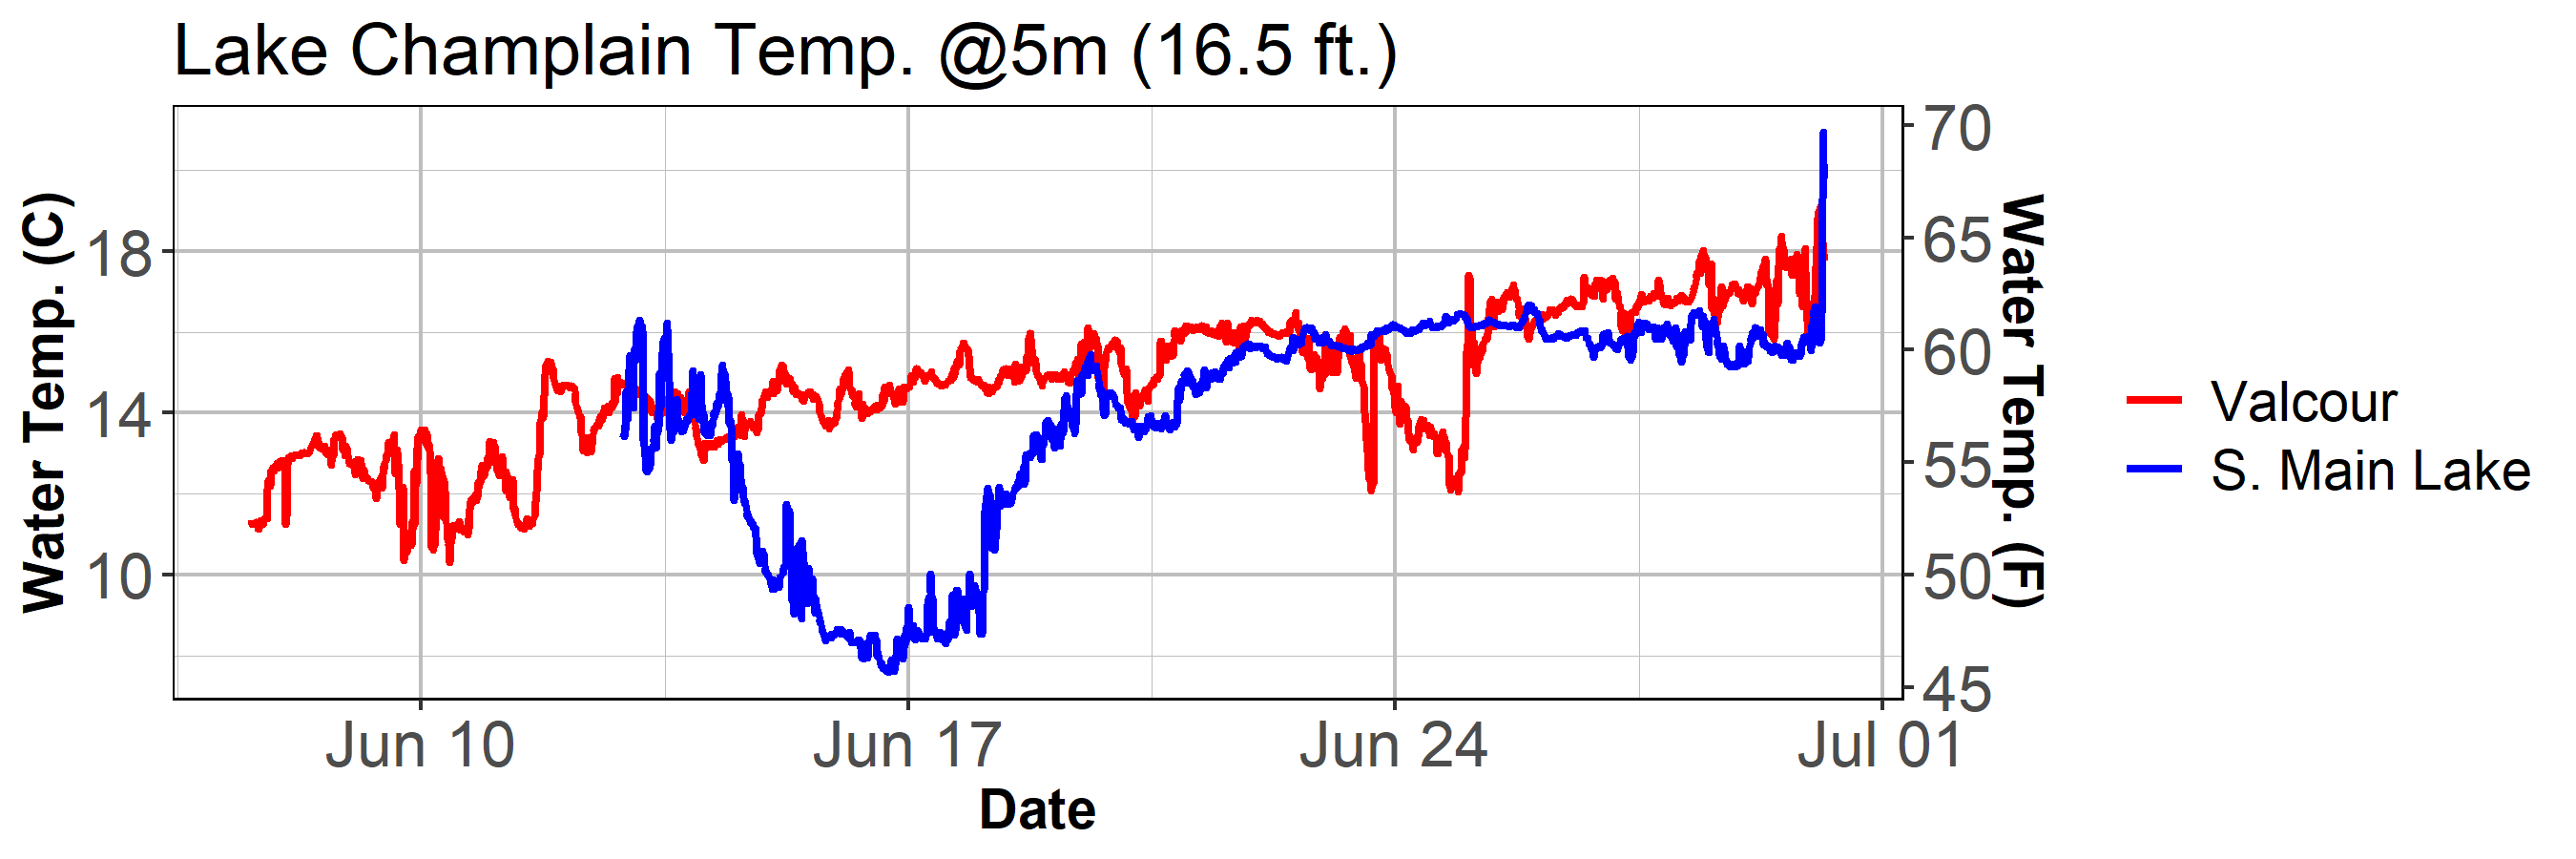 Lake Champlain Temp. @5m (16.5 ft.)
Water Temp. (C)
18
14
10
70
65
60
55
50
45
Water Temp. (F)
Jun 10
Jun 17
Jun 24
Jul 01
Date
Valcour
S. Main Lake